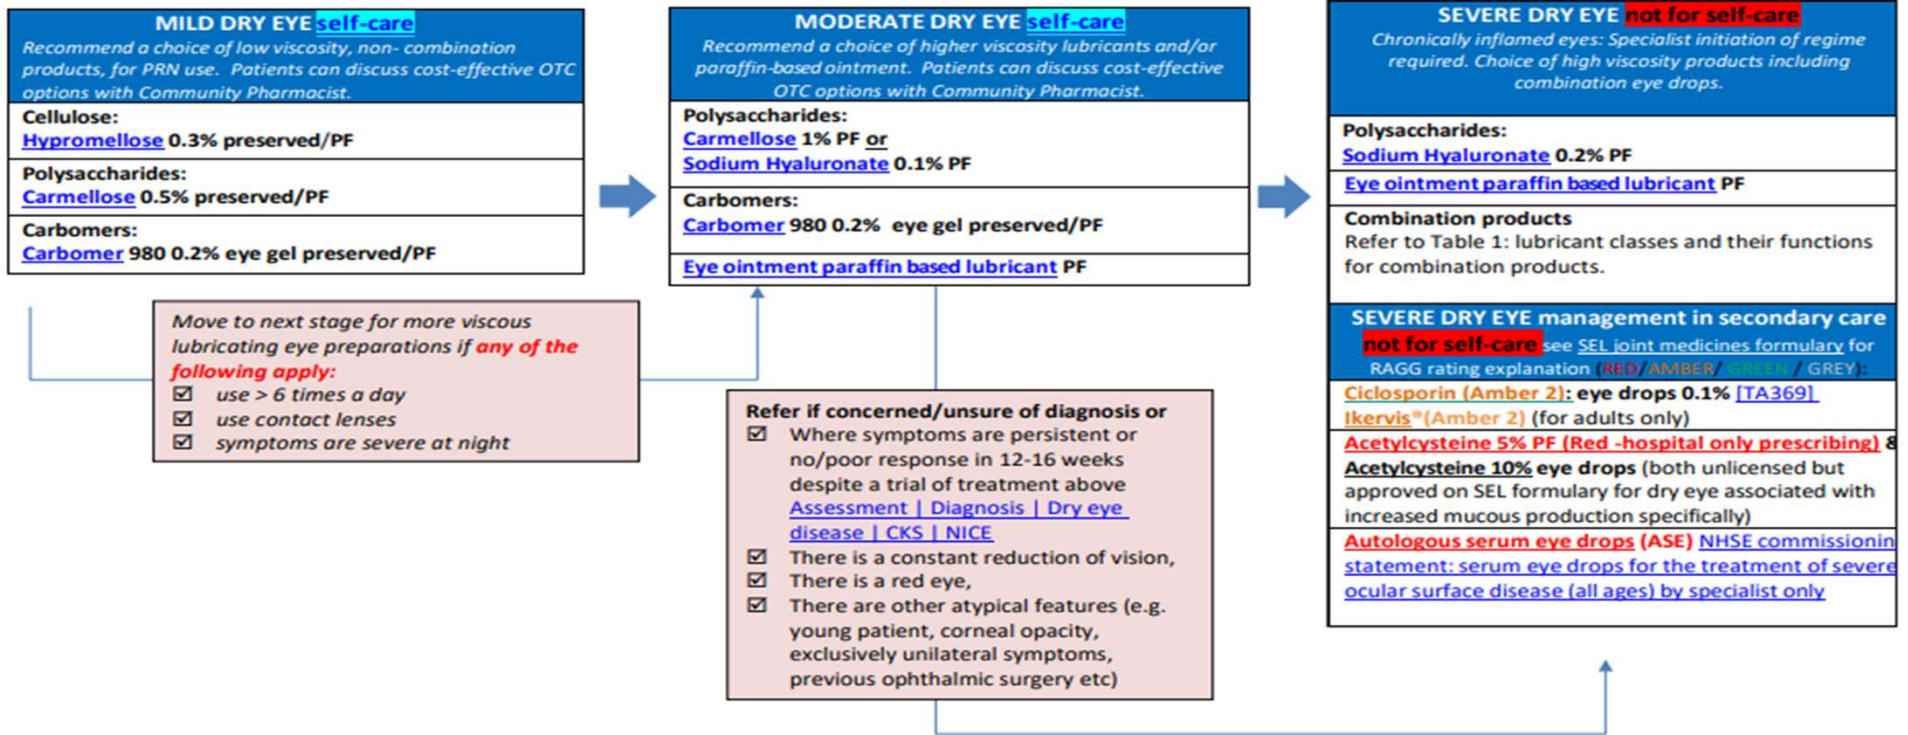 MILD DRY EYE self-care
Recommend a choice of low viscosity, non- combination
products, for PRN use. Patients can discuss cost-effective OTC
options with Community Pharmacist.
Cellulose:
Hypromellose 0.3% preserved/PF
Polysaccharides:
Carmellose 0.5% preserved/PF
Carbomers:
Carbomer 980 0.2% eye gel preserved/PF
MODERATE DRY EYE self-care
Recommend a choice of higher viscosity lubricants and/or
paraffin-based ointment. Patients can discuss cost-effective
OTC options with Community Pharmacist.
Polysaccharides:
Carmellose 1% PF or
Sodium Hyaluronate 0.1% PF
Carbomers:
Carbomer 980 0.2% eye gel preserved/PF
Eye ointment paraffin based lubricant PF
SEVERE DRY EYE not for self-care
Chronically inflamed eyes: Specialist initiation of regime
required. Choice of high viscosity products including
combination eye drops.
Polysaccharides:
Sodium Hyaluronate 0.2% PF
Eye ointment paraffin based lubricant PF
Combination products
Refer to Table 1: lubricant classes and their functions
for combination products.
SEVERE DRY EYE management in secondary care
not for self-care see SEL joint medicines formulary for
RAGG rating explanation (RED/AMBER/ GREEN / GREY):
Ciclosporin (Amber 2): eye drops 0.1% [TA369]
Ikervis®(Amber 2) (for adults only)
Acetylcysteine 5% PF (Red -hospital only prescribing) &
Acetylcysteine 10% eye drops (both unlicensed but
approved on SEL formulary for dry eye associated with
increased mucous production specifically)
Autologous serum eye drops (ASE) NHSE commissionin
statement: serum eye drops for the treatment of severe
ocular surface disease (all ages) by specialist only
Move to next stage for more viscous
lubricating eye preparations if any of the
following apply:
☑ use > 6 times a day
☑ use contact lenses
☑ symptoms are severe at night
Refer if concerned/unsure of diagnosis or
☑ Where symptoms are persistent or
no/poor response in 12-16 weeks
despite a trial of treatment above
Assessment | Diagnosis | Dry eye
disease | CKS | NICE
☑ There is a constant reduction of vision,
☑ There is a red eye,
☑ There are other atypical features (e.g.
young patient, corneal opacity,
exclusively unilateral symptoms,
previous ophthalmic surgery etc)